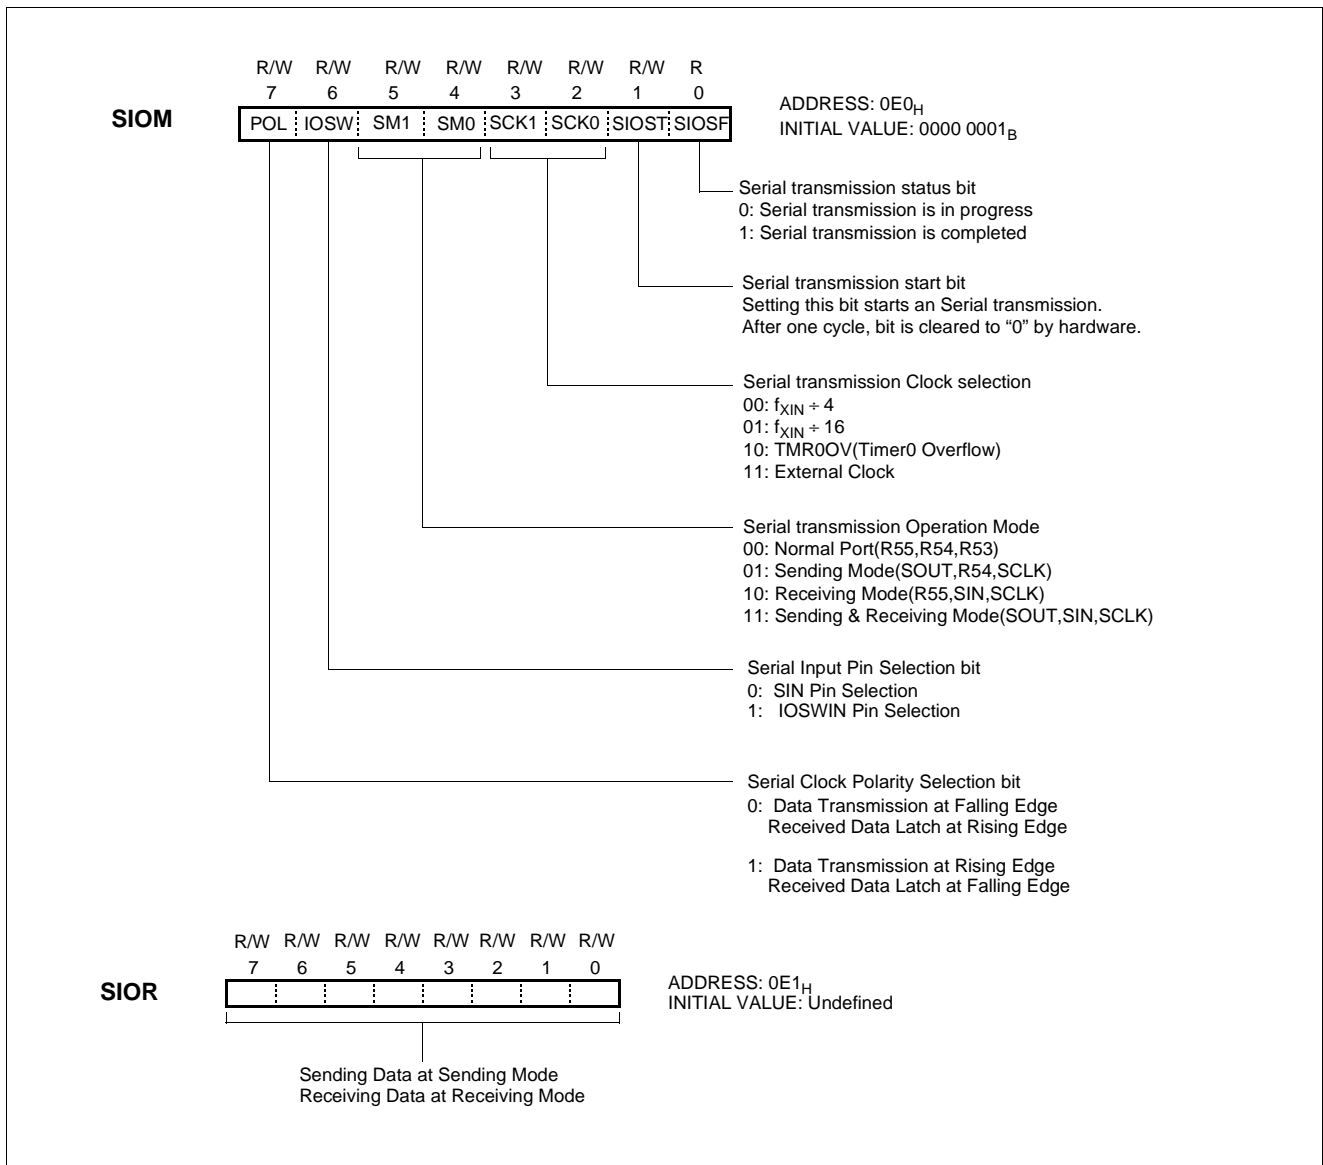 R/W R/W R/W R/W R/W R/W R/W R
7 6 5 4 3 2 1 0
SIOM
POL IOSW SM1 SM0 SCK1 SCK0 SIOST SIOSF
ADDRESS: 0E0H
INITIAL VALUE: 0000 0001B
Serial transmission status bit
0: Serial transmission is in progress
1: Serial transmission is completed
Serial transmission start bit
Setting this bit starts an Serial transmission.
After one cycle, bit is cleared to “0” by hardware.
Serial transmission Clock selection
00: fXIN ÷ 4
01: fXIN ÷ 16
10: TMR0OV(Timer0 Overflow)
11: External Clock
Serial transmission Operation Mode
00: Normal Port(R55,R54,R53)
01: Sending Mode(SOUT,R54,SCLK)
10: Receiving Mode(R55,SIN,SCLK)
11: Sending & Receiving Mode(SOUT,SIN,SCLK)
Serial Input Pin Selection bit
0: SIN Pin Selection
1: IOSWIN Pin Selection
Serial Clock Polarity Selection bit
0: Data Transmission at Falling Edge
Received Data Latch at Rising Edge
1: Data Transmission at Rising Edge
Received Data Latch at Falling Edge
R/W R/W R/W R/W R/W R/W R/W R/W
7 6 5 4 3 2 1 0
SIOR
ADDRESS: 0E1H
INITIAL VALUE: Undefined
Sending Data at Sending Mode
Receiving Data at Receiving Mode